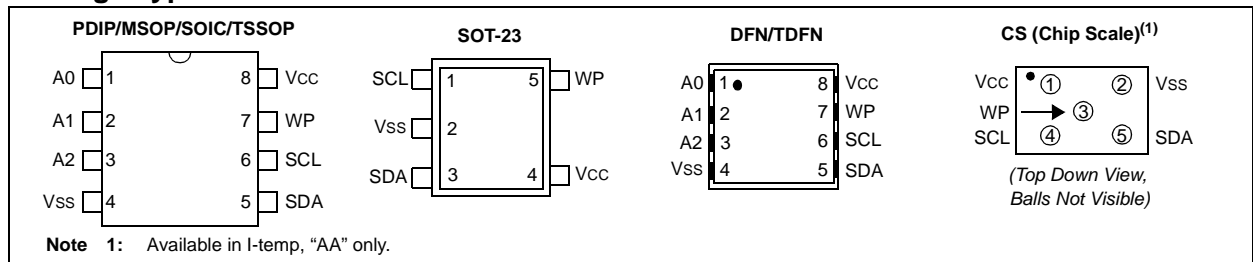 PDIP/MSOP/SOIC/TSSOP
A0 1 8 VCC
A1 2 7 WP
A2 3 6 SCL
VSS 4 5 SDA
SOT-23
SCL 1 5 WP
VSS 2
SDA 3 4 VCC
DFN/TDFN
A0 1 8 VCC
A1 2 7 WP
A2 3 6 SCL
VSS 4 5 SDA
CS (Chip Scale)(1)
VCC 1 2 VSS
WP 3
SCL 4 5 SDA
(Top Down View,
Balls Not Visible)
Note 1: Available in I-temp, “AA” only.